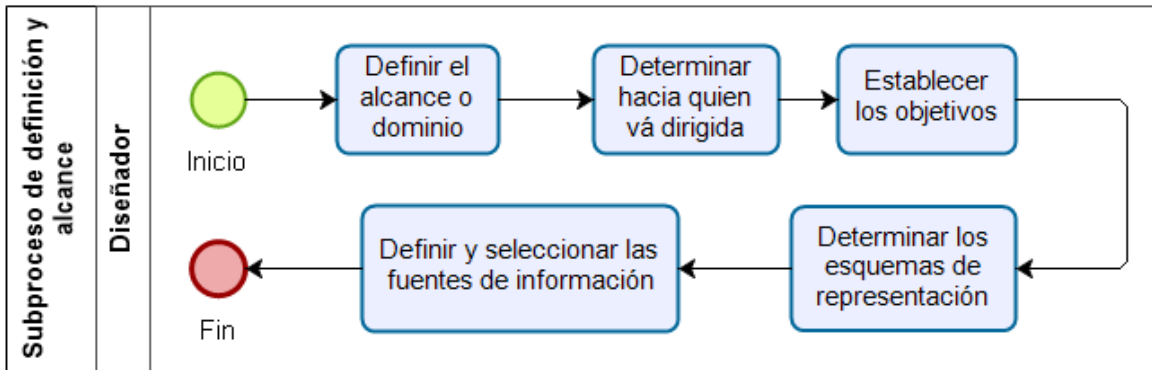 Subproceso de definición y
alcance
Diseñador
Inicio
Definir el
alcance o
dominio
Determinar
hacia quien
vá dirigida
Establecer
los objetivos
Determinar los
esquemas de
representación
Definir y seleccionar las
fuentes de información
Fin